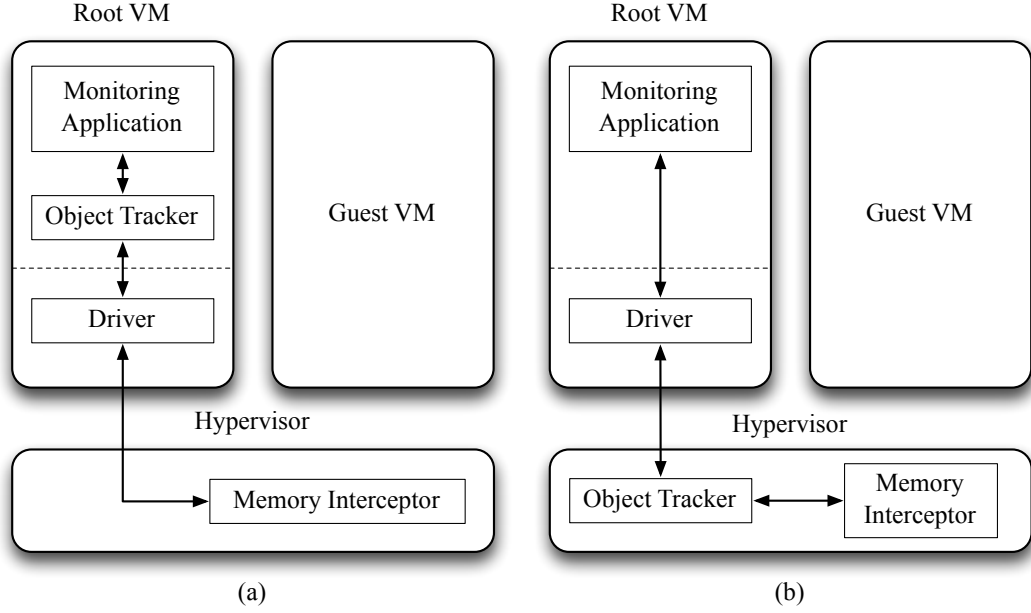 Root VM
Monitoring
Application
Object Tracker
Driver
Guest VM
Hypervisor
Memory Interceptor
(a)
Root VM
Monitoring
Application
Driver
Guest VM
Hypervisor
Object Tracker
Memory
Interceptor
(b)